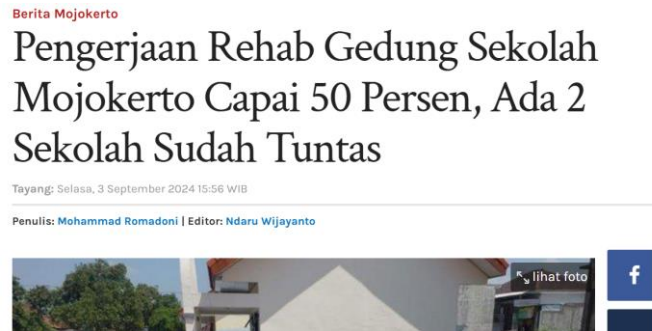 Berita Mojokerto
Pengerjaan Rehab Gedung Sekolah
Mojokerto Capai 50 Persen, Ada 2
Sekolah Sudah Tuntas
Tayang: Selasa, 3 September 2024 15:56 WIB
Penulis: Mohammad Romadoni | Editor: Ndaru Wijayanto
lihat foto
f